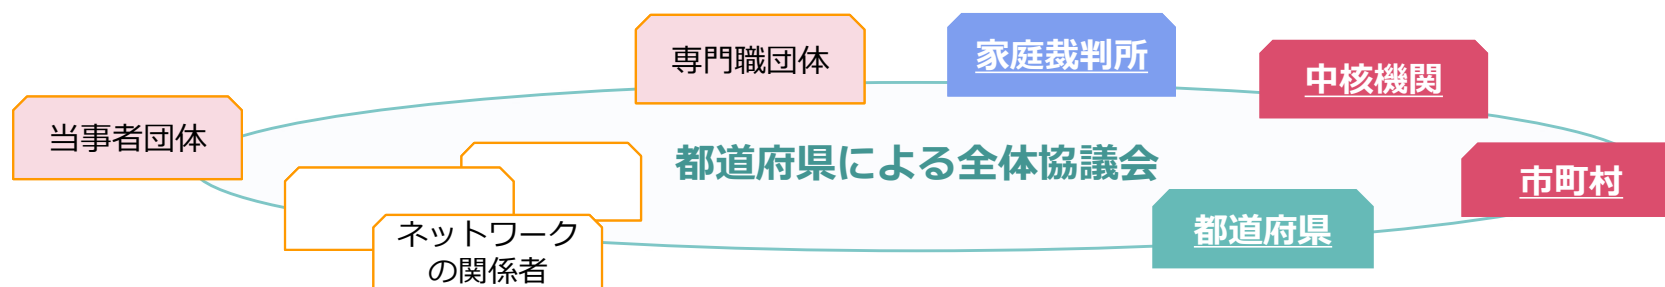 専門職団体
家庭裁判所
中核機関
当事者団体
都道府県による全体協議会
市町村
都道府県
ネットワーク
の関係者